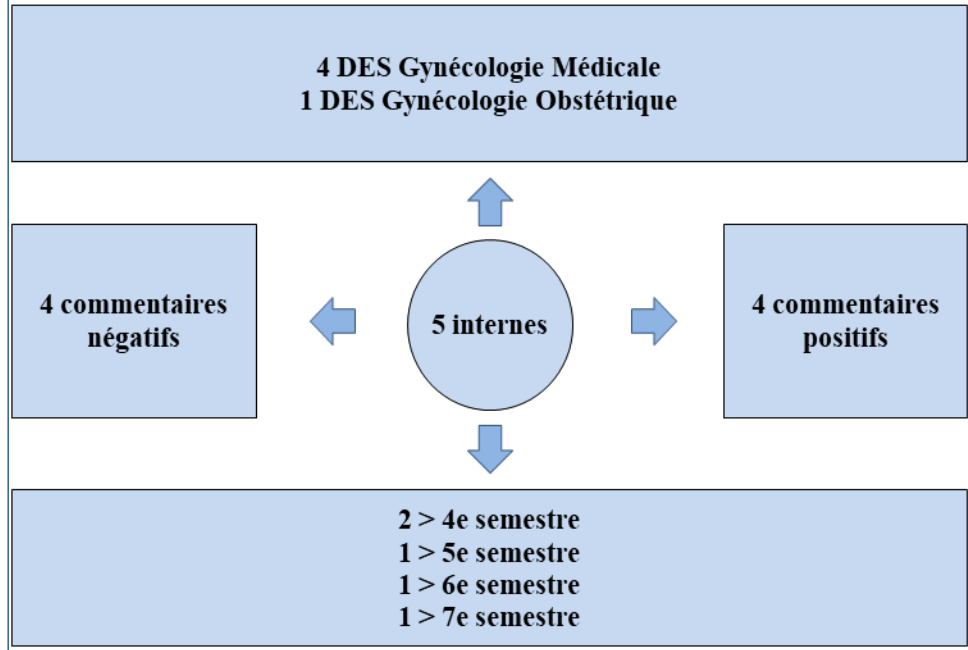 4 DES Gynécologie Médicale
1 DES Gynécologie Obstétrique
4 commentaires
négatifs
5 internes
4 commentaires
positifs
2 > 4e semestre
1 > 5e semestre
1 > 6e semestre
1 > 7e semestre